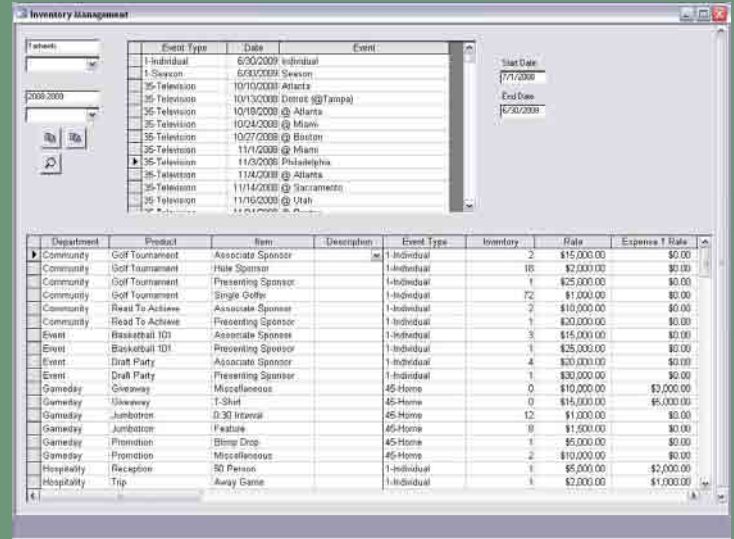 Inventory Management
Event Type Date Event
1-Individual 6/30/2009 Individual
1-Season 6/30/2009 Season
35-Television 10/10/2008 Atlanta
35-Television 10/13/2008 Detroit (@Tampa)
35-Television 10/18/2008 @ Atlanta
35-Television 10/24/2008 @ Miami
35-Television 10/27/2008 @ Boston
35-Television 11/1/2008 @ Miami
35-Television 11/3/2008 Philadelphia
35-Television 11/4/2008 @ Atlanta
35-Television 11/14/2008 @ Sacramento
35-Television 11/16/2008 @ Utah
2008-2009
Start Date
7/1/2008
End Date
6/30/2009
Department Product Item Description Event Type Inventory Rate Expense 1 Rate
Community Golf Tournament Associate Sponsor 1-Individual 2 $15,000.00 $0.00
Community Golf Tournament Hole Sponsor 1-Individual 18 $2,000.00 $0.00
Community Golf Tournament Presenting Sponsor 1-Individual 1 $25,000.00 $0.00
Community Golf Tournament Single Golfer 1-Individual 72 $1,000.00 $0.00
Community Read To Achieve Associate Sponsor 1-Individual 2 $10,000.00 $0.00
Community Read To Achieve Presenting Sponsor 1-Individual 1 $20,000.00 $0.00
Event Basketball 101 Associate Sponsor 1-Individual 3 $15,000.00 $0.00
Event Basketball 101 Presenting Sponsor 1-Individual 1 $25,000.00 $0.00
Event Draft Party Associate Sponsor 1-Individual 4 $20,000.00 $0.00
Event Draft Party Presenting Sponsor 1-Individual 1 $30,000.00 $0.00
Gameday Giveaway Miscellaneous 45-Home 0 $10,000.00 $3,000.00
Gameday Giveaway T-Shirt 45-Home 0 $15,000.00 $5,000.00
Gameday Jumbotron 0:30 Interval 45-Home 12 $1,000.00 $0.00
Gameday Jumbotron Feature 45-Home 8 $1,500.00 $0.00
Gameday Promotion Blimp Drop 45-Home 1 $5,000.00 $0.00
Gameday Promotion Miscellaneous 45-Home 2 $10,000.00 $0.00
Hospitality Reception 50 Person 1-Individual 1 $5,000.00 $2,000.00
Hospitality Trip Away Game 1-Individual 1 $2,000.00 $1,000.00